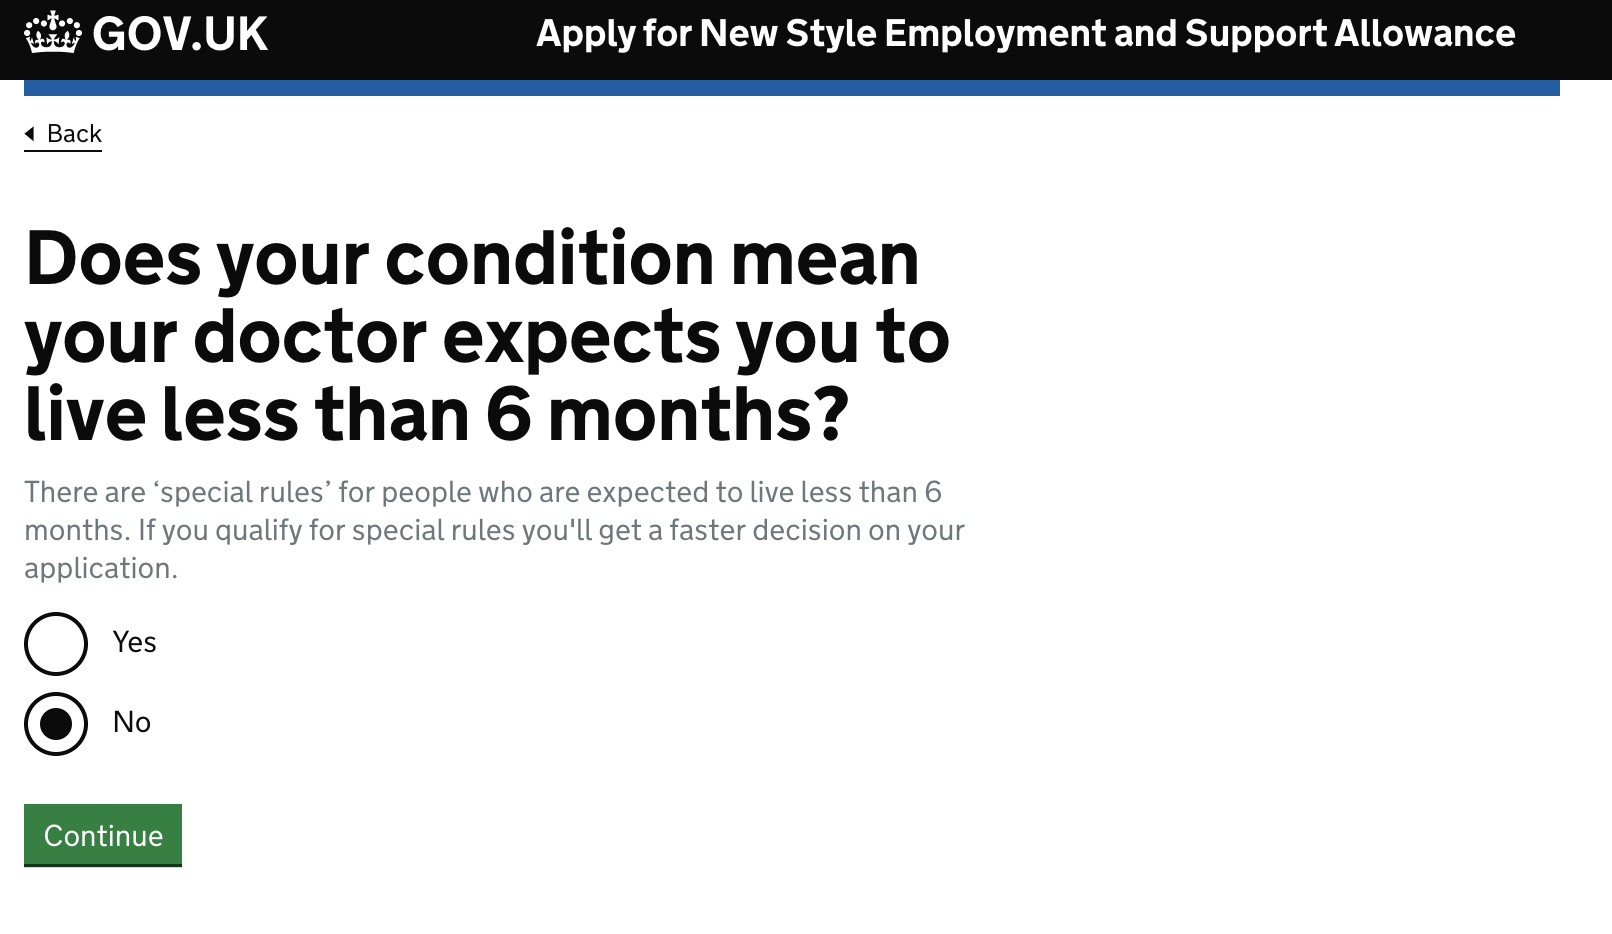 GOV.UK
Apply for New Style Employment and Support Allowance
Back
Does your condition mean
your doctor expects you to
live less than 6 months?
There are ‘special rules’ for people who are expected to live less than 6
months. If you qualify for special rules you'll get a faster decision on your
application.
Yes
No
Continue